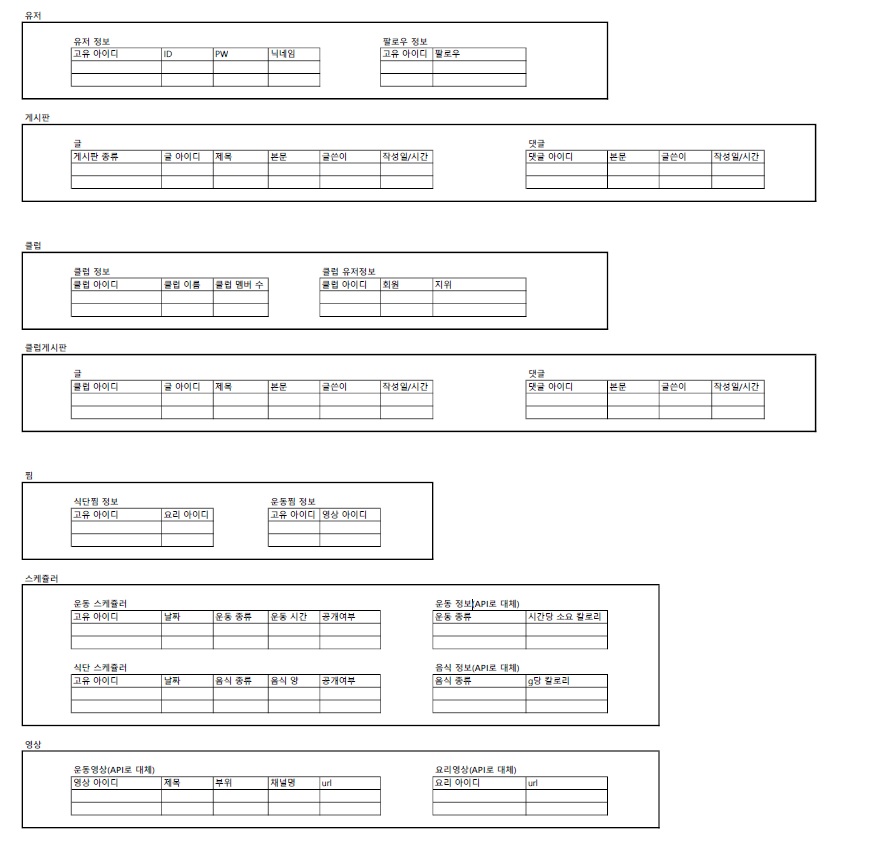 유저
유저 정보 팔로우 정보
고유 아이디 ID PW 닉네임 고유 아이디 팔로우
게시판
글 댓글
게시판 종류 글 아이디 제목 본문 글쓴이 작성일/시간 댓글 아이디 본문 글쓴이 작성일/시간
클럽
클럽 정보 클럽 유저정보
클럽 아이디 클럽 이름 클럽 멤버 수 클럽 아이디 회원 지위
클럽게시판
글 댓글
클럽 아이디 글 아이디 제목 본문 글쓴이 작성일/시간 댓글 아이디 본문 글쓴이 작성일/시간
찜
식단찜 정보 운동찜 정보
고유 아이디 요리 아이디 고유 아이디 영상 아이디
스케쥴러
운동 스케쥴러 운동 정보(API로 대체)
고유 아이디 날짜 운동 종류 운동 시간 공개여부 운동 종류 시간당 소요 칼로리
식단 스케쥴러 음식 정보(API로 대체)
고유 아이디 날짜 음식 종류 음식 양 공개여부 음식 종류 g당 칼로리
영상
운동영상(API로 대체) 요리영상(API로 대체)
영상 아이디 제목 부위 채널명 url 요리 아이디 url